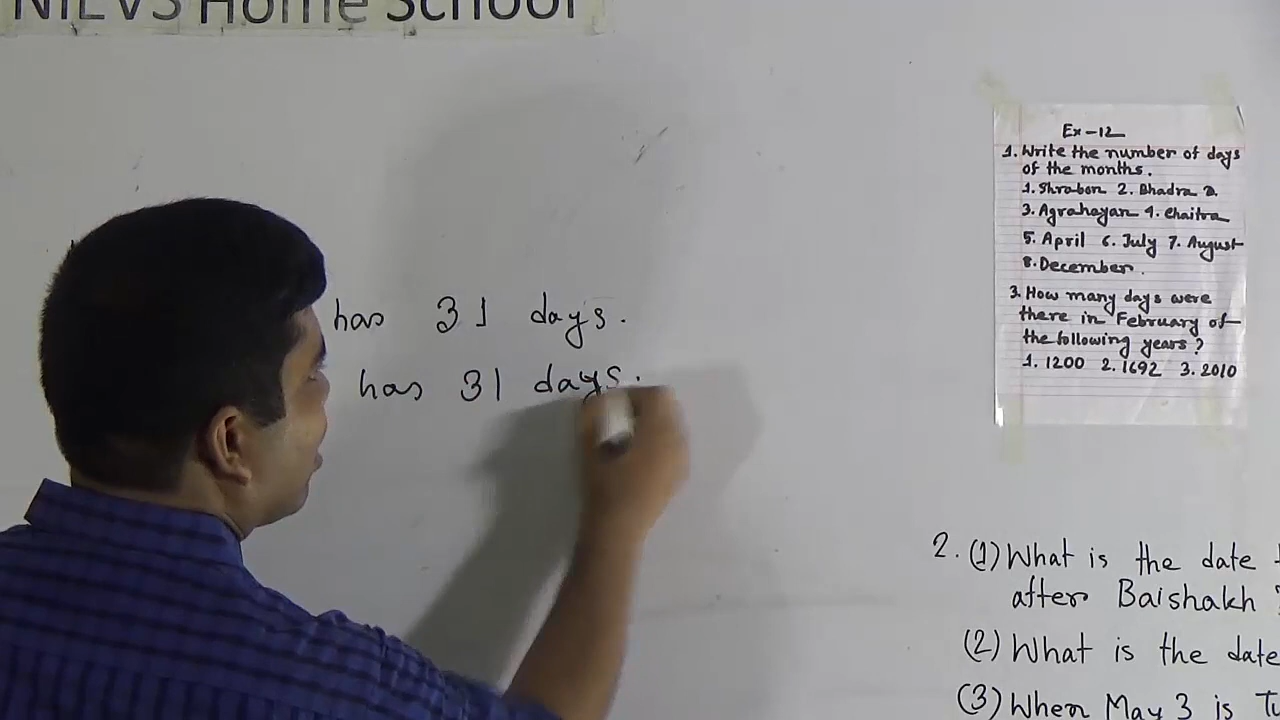 NIEVS Home School
has 31 days.
has 31 days.
Ex-12
1. Write the number of days
of the months.
1. Shrabon 2. Bhadra
3. Agrahayan 4. Chaitra
5. April 6. July 7. August
8. December.
3. How many days were
there in February of
the following years?
1. 1200 2. 1692 3. 2010
2. (1) What is the date
after Baishakh ?
(2) What is the date
(3) When May 3 is Tu